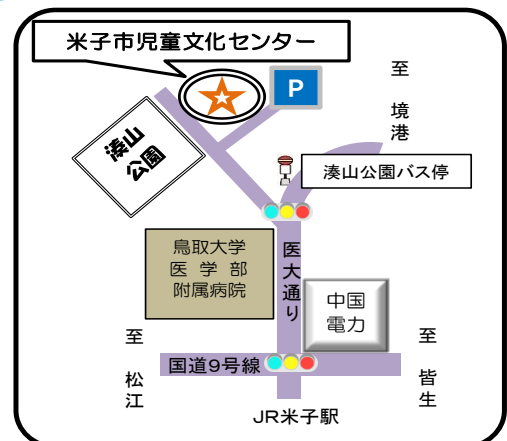 米子市児童文化センター
P
至
境
港
湊山
公園
湊山公園バス停
鳥取大学
医学部
附属病院
医大通り
中国
電力
至
松
江
至
皆
生
国道9号線
JR米子駅